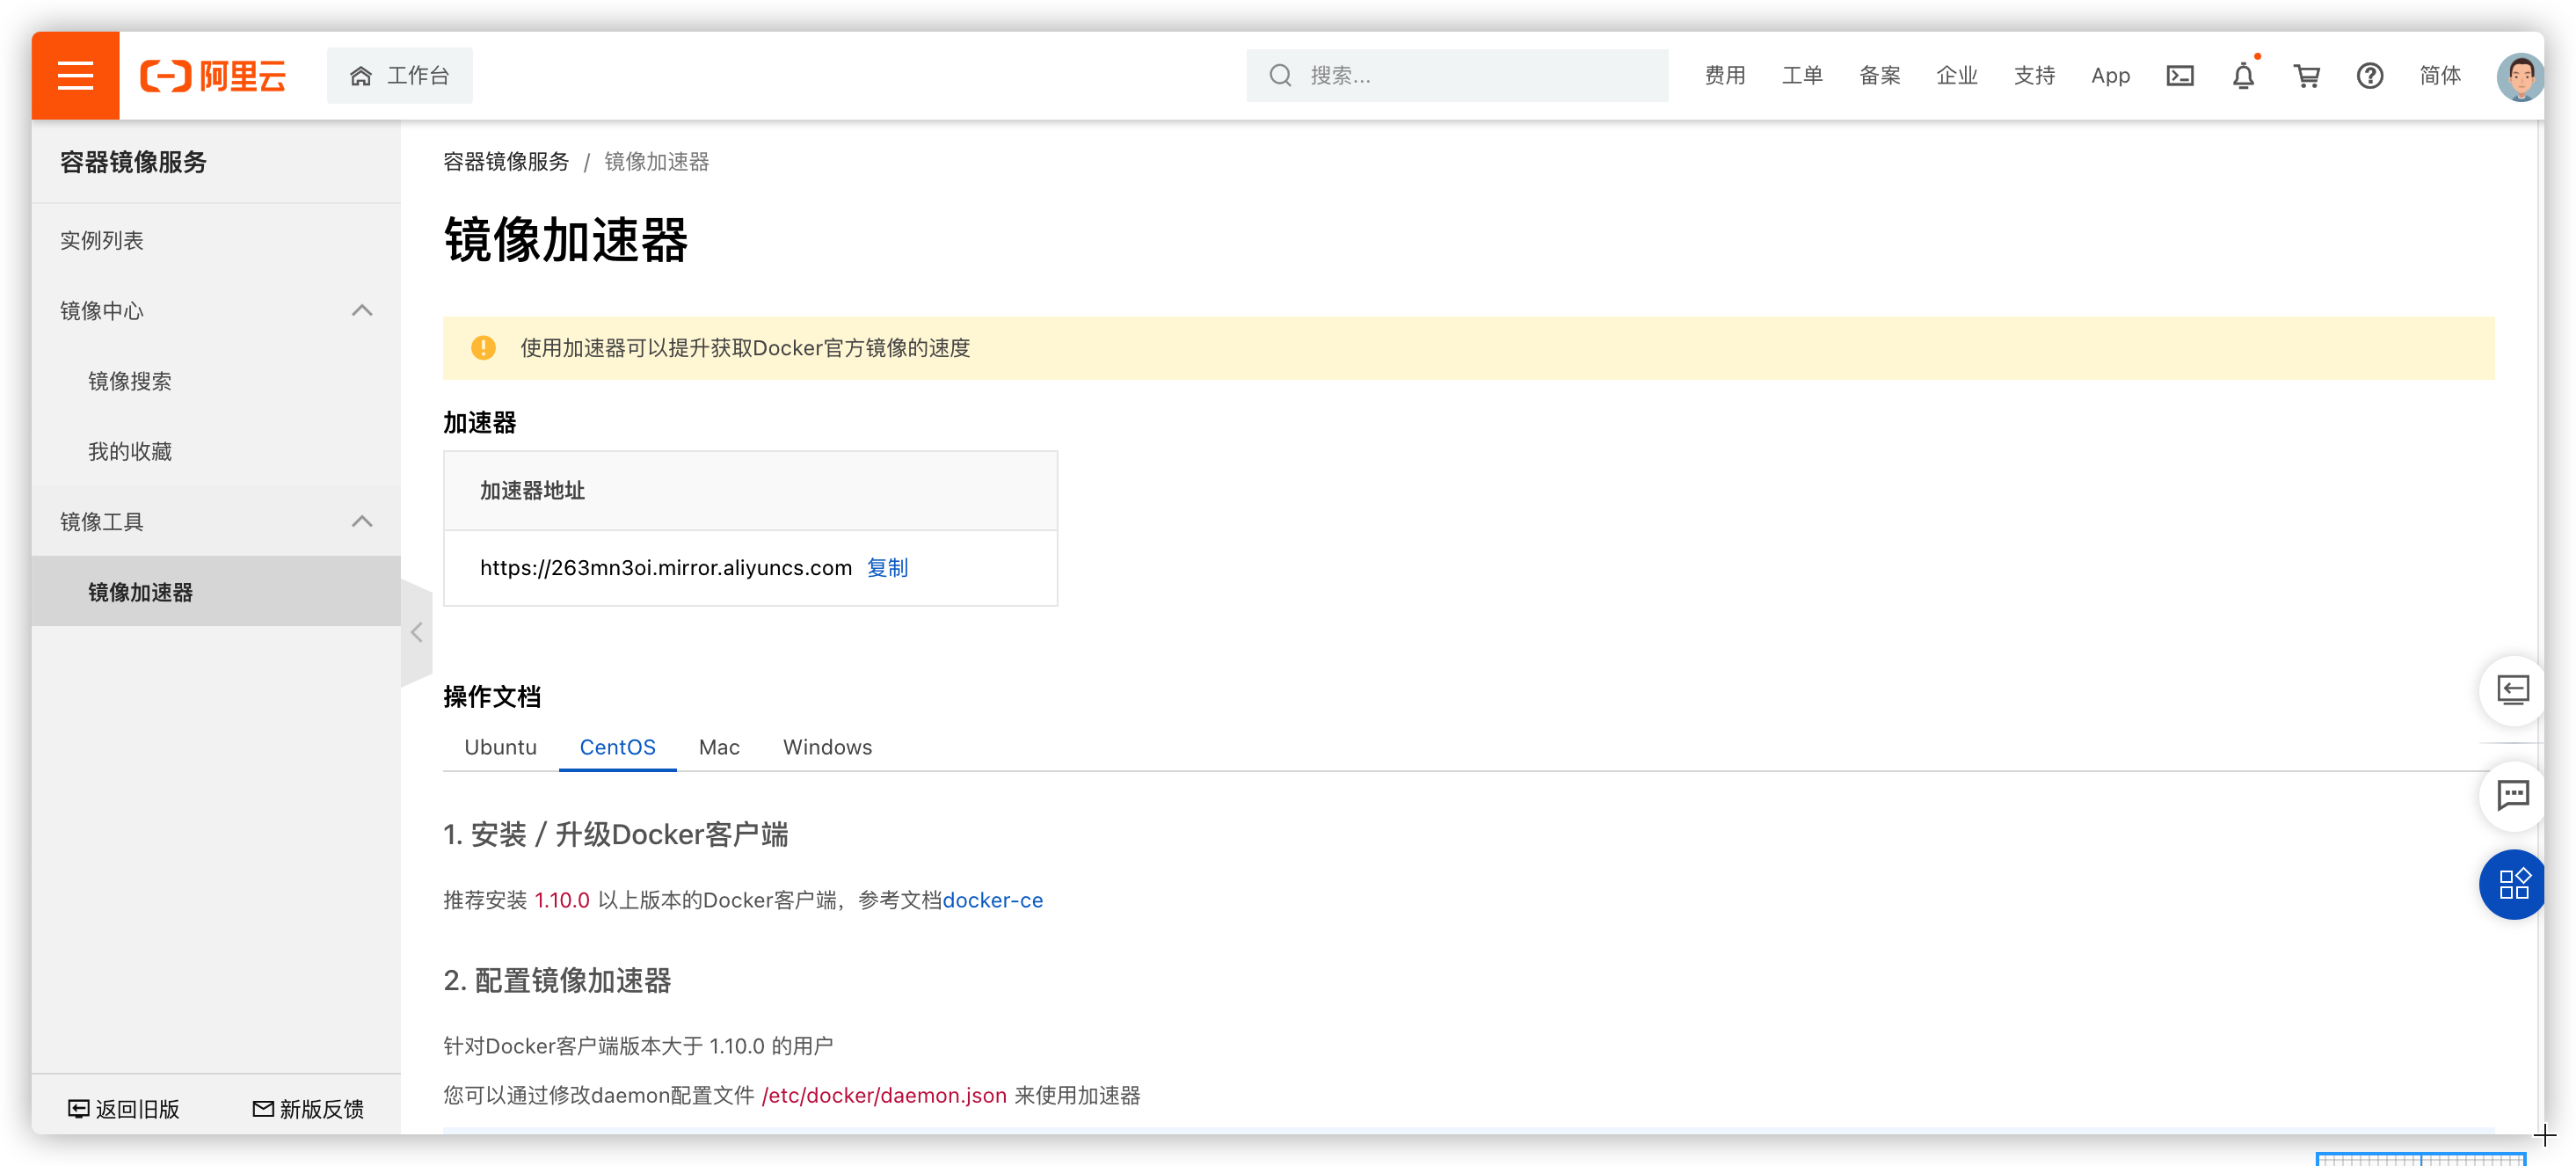 阿里云
工作台
搜索...
费用
工单
备案
企业
支持
App
简体
容器镜像服务
实例列表
镜像中心
镜像搜索
我的收藏
镜像工具
镜像加速器
返回旧版
新版反馈
容器镜像服务 / 镜像加速器
镜像加速器
使用加速器可以提升获取Docker官方镜像的速度
加速器
加速器地址
https://263mn3oi.mirror.aliyuncs.com 复制
操作文档
Ubuntu
CentOS
Mac
Windows
1. 安装 / 升级Docker客户端
推荐安装 1.10.0 以上版本的Docker客户端，参考文档docker-ce
2. 配置镜像加速器
针对Docker客户端版本大于 1.10.0 的用户
您可以通过修改daemon配置文件 /etc/docker/daemon.json 来使用加速器